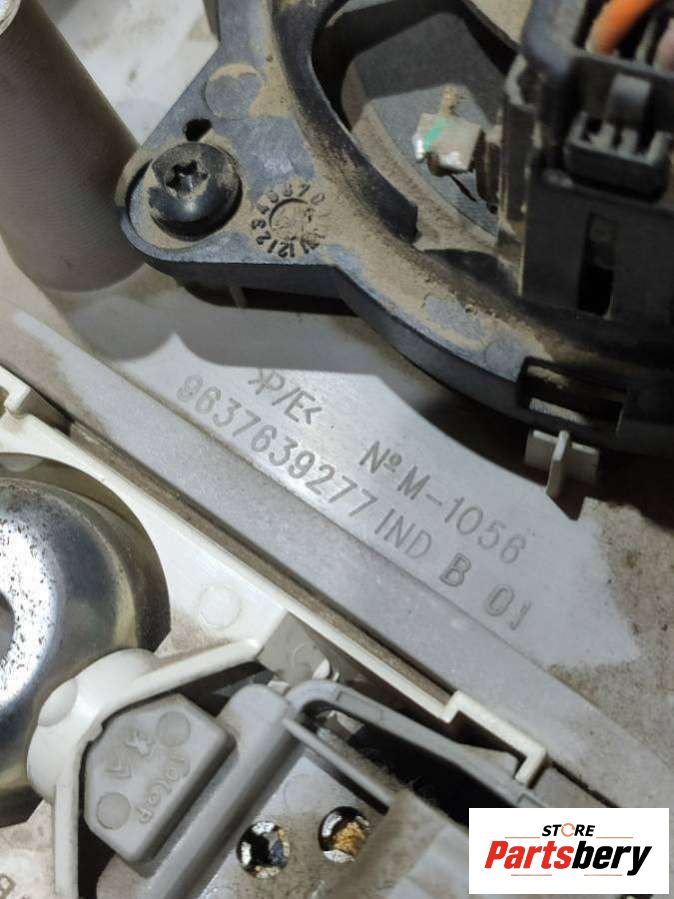 >P/E<
Nº M-1056
9637639277 IND B 01
STORE
Partsbery